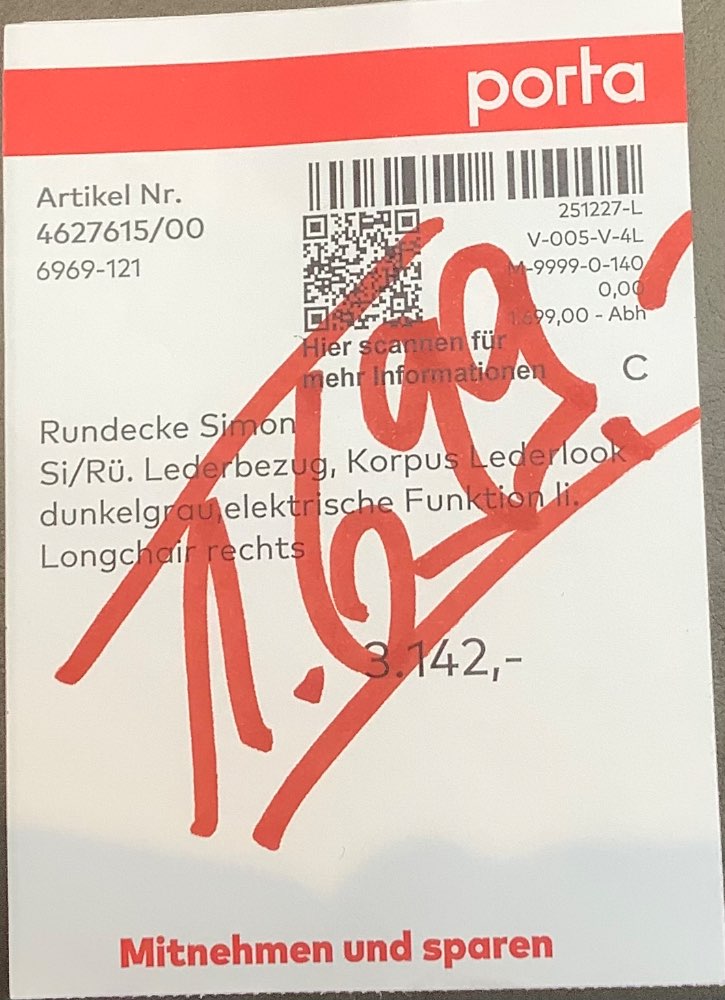 porta
Artikel Nr.
4627615/00
6969-121
251227-L
V-005-V-4L
M-9999-0-140
0,00
1.699,00 - Abh
Hier scannen für
mehr Informationen
C
Rundecke Simon
Si/Rü. Lederbezug, Korpus Lederlook
dunkelgrau,elektrische Funktion li.
Longchair rechts
1.699,-
3.142,-
Mitnehmen und sparen